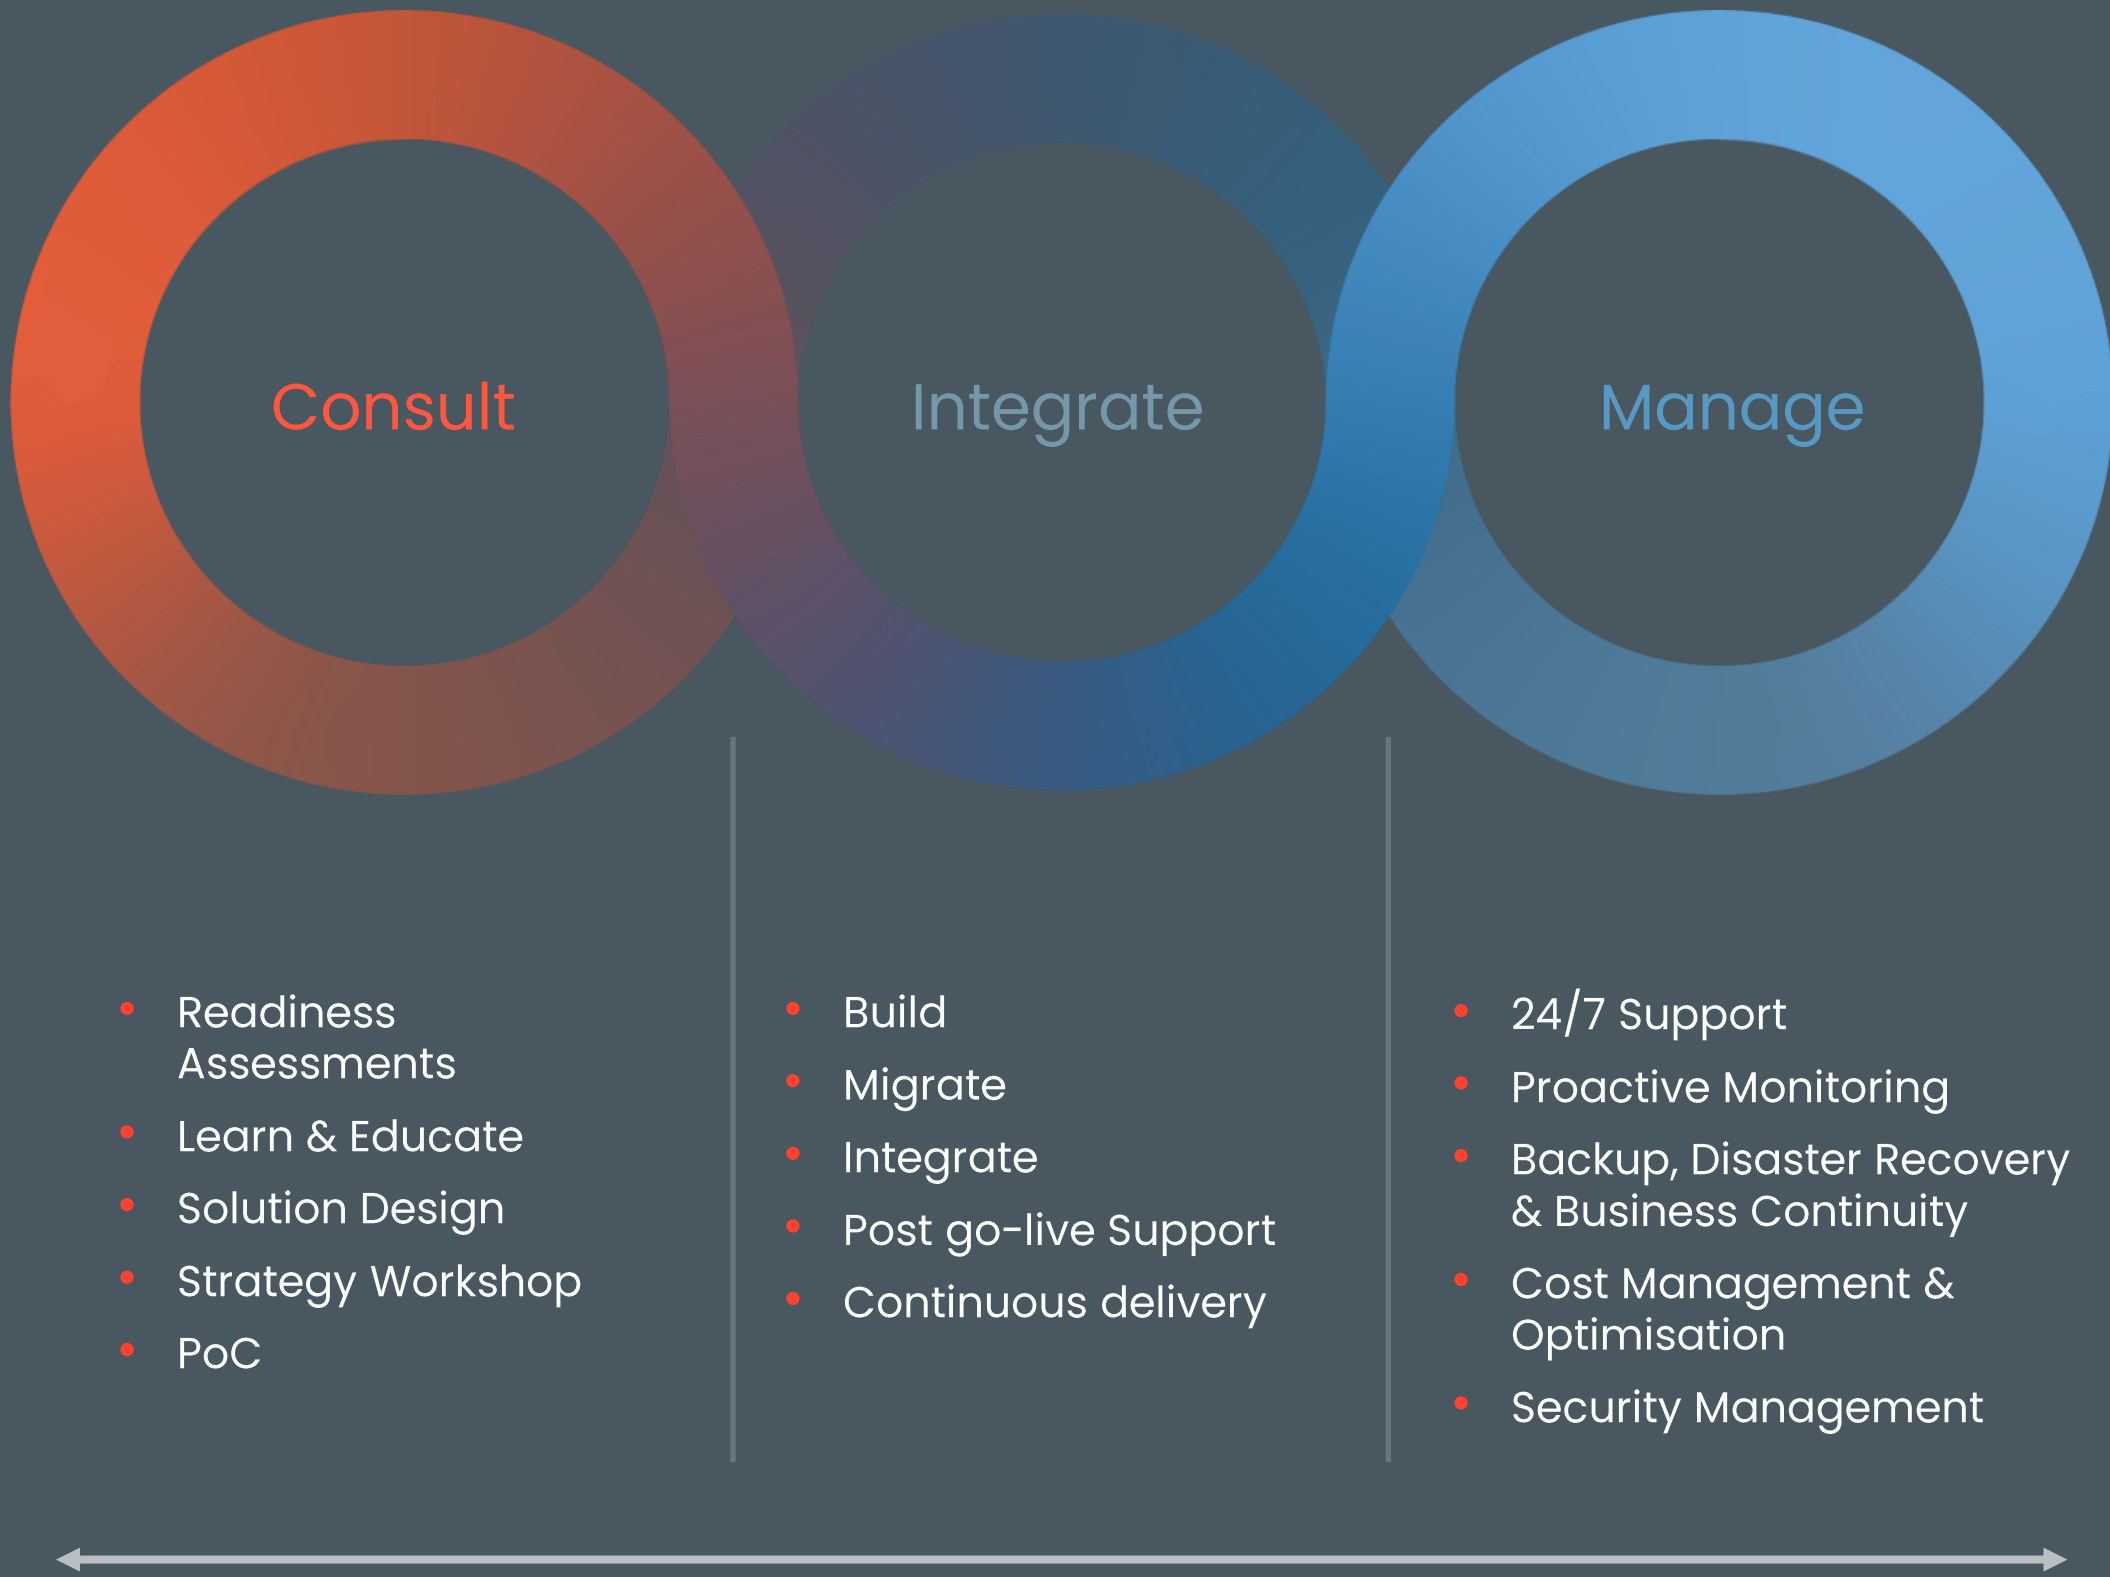 Consult
Integrate
Manage
Readiness
Assessments
Learn & Educate
Solution Design
Strategy Workshop
PoC
Build
Migrate
Integrate
Post go-live Support
Continuous delivery
24/7 Support
Proactive Monitoring
Backup, Disaster Recovery
& Business Continuity
Cost Management &
Optimisation
Security Management